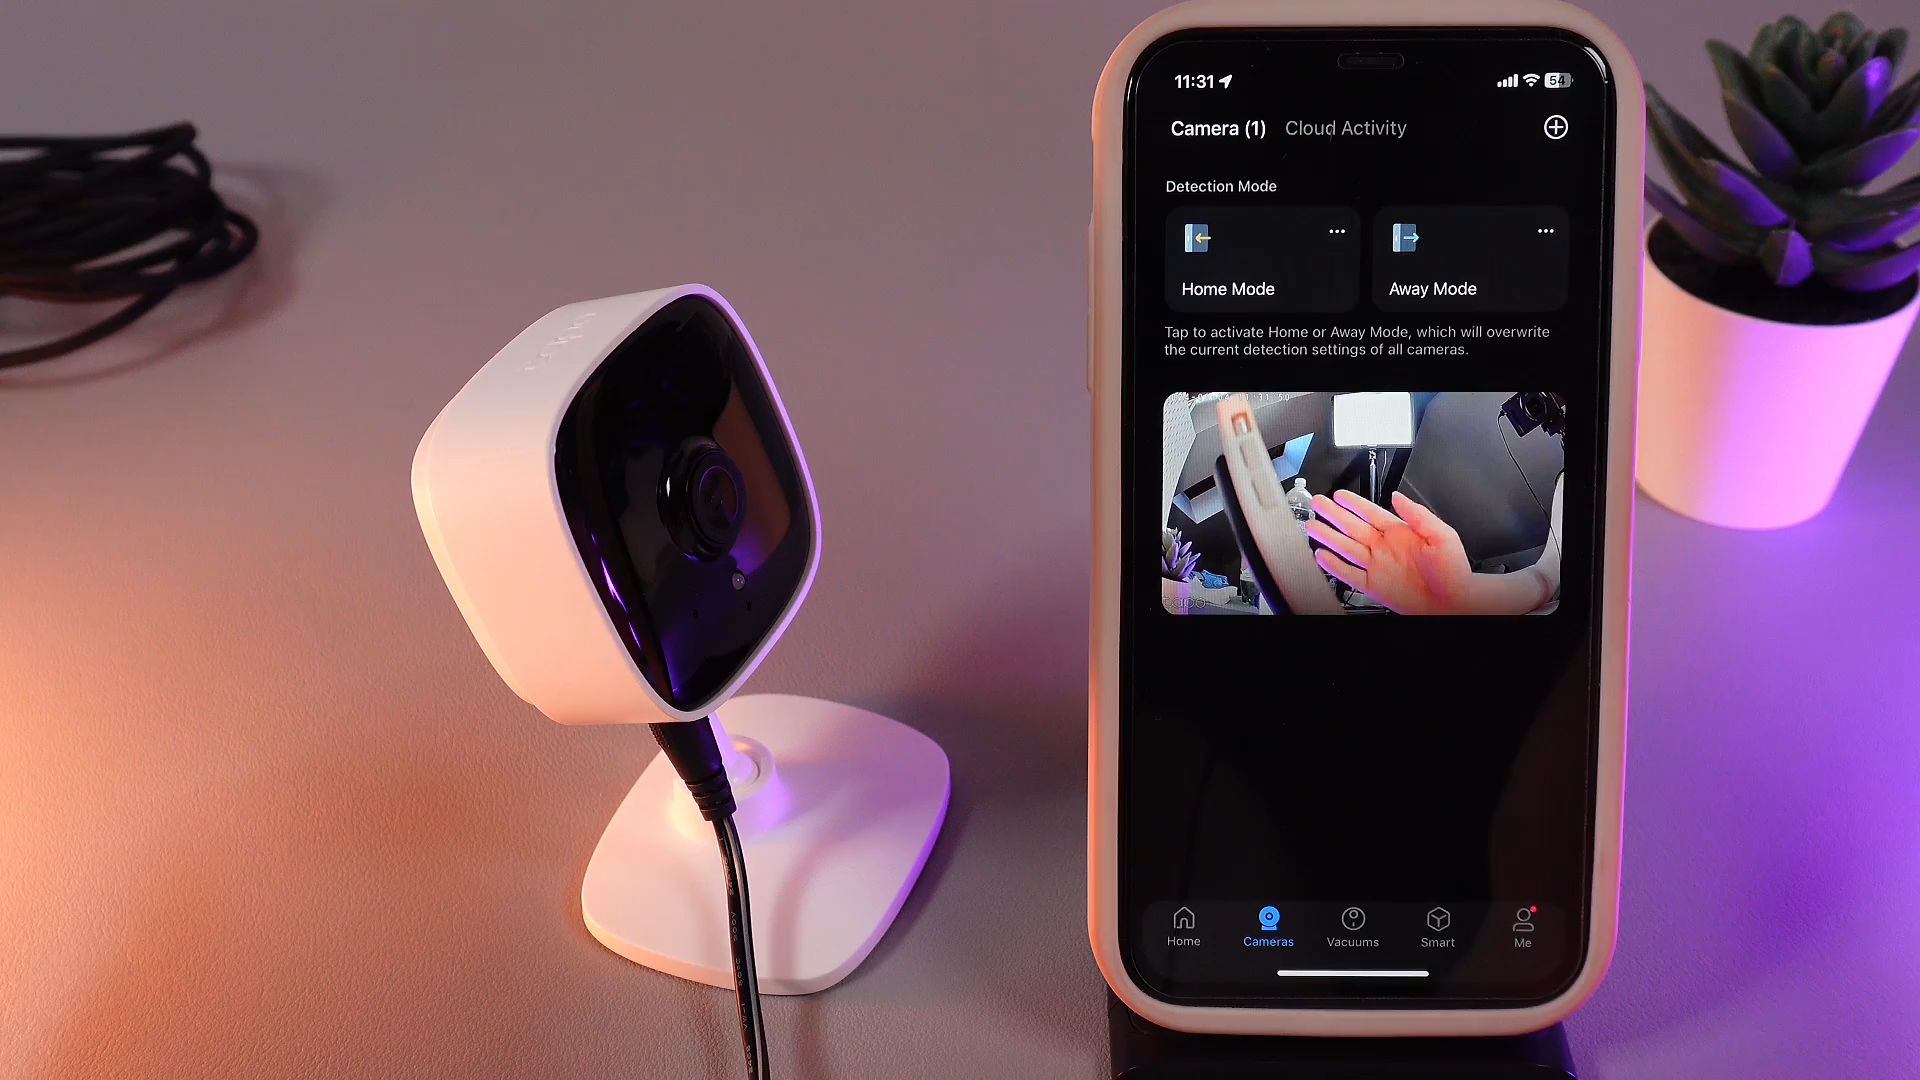 11:31
54
Camera (1) Cloud Activity
Detection Mode
Home Mode
Away Mode
Tap to activate Home or Away Mode, which will overwrite
the current detection settings of all cameras.
tapo
Home
Cameras
Vacuums
Smart
Me